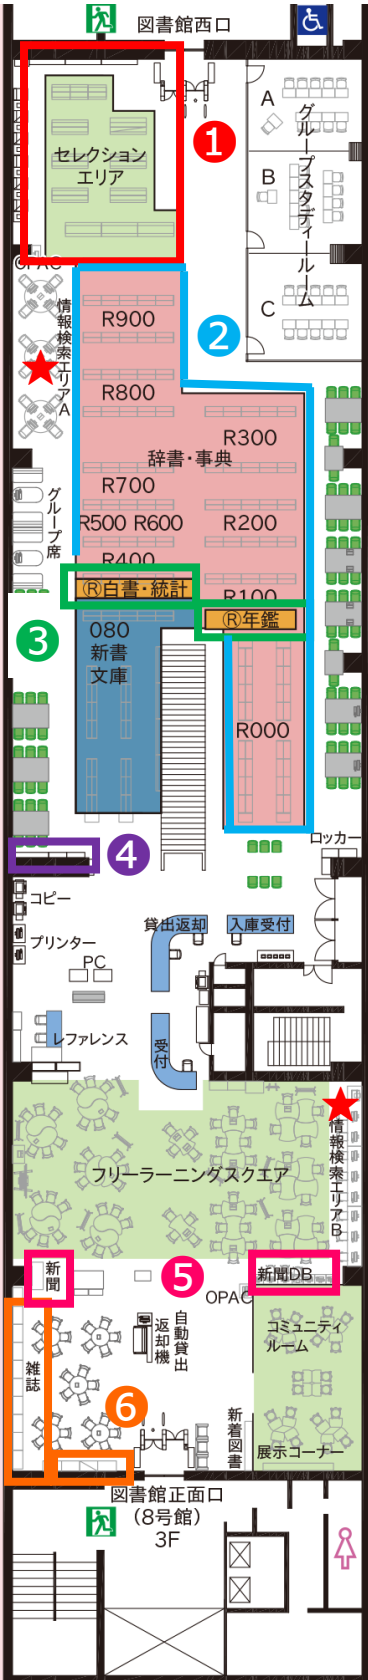 図書館西口
A
セレクション
エリア
1
グループスタディールーム
B
OPAC
C
情報検索エリアA
R900
2
R800
R300
辞書・事典
R700
グループ席
R500 R600
R200
R400
Ⓡ白書・統計
R100
Ⓡ年鑑
3
080
新書
文庫
R000
4
ロッカー
コピー
貸出返却
入庫受付
プリンター
PC
レファレンス
受付
情報検索エリアB
フリーラーニングスクエア
新聞
5
新聞DB
OPAC
自動貸出
返却機
コミュニティ
ルーム
雑誌
6
新着図書
展示コーナー
図書館正面口
(8号館)
3F